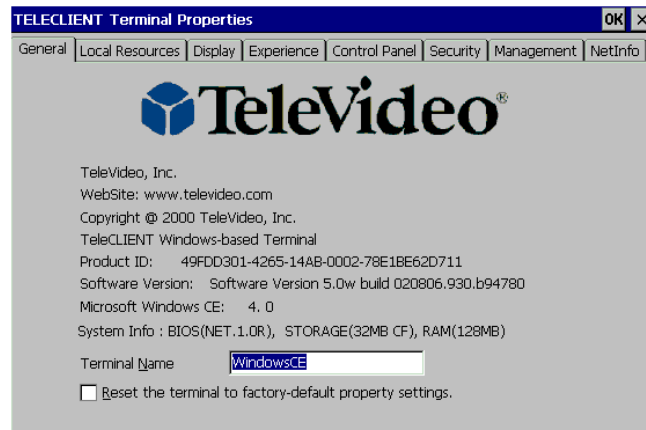 TELECLIENT Terminal Properties OK ×
General Local Resources Display Experience Control Panel Security Management NetInfo
TeleVideo®
TeleVideo, Inc.
WebSite: www.televideo.com
Copyright @ 2000 TeleVideo, Inc.
TeleCLIENT Windows-based Terminal
Product ID: 49FDD301-4265-14AB-0002-78E1BE62D711
Software Version: Software Version 5.0w build 020806.930.b94780
Microsoft Windows CE: 4. 0
System Info : BIOS(NET.1.0R), STORAGE(32MB CF), RAM(128MB)
Terminal Name WindowsCE
Reset the terminal to factory-default property settings.